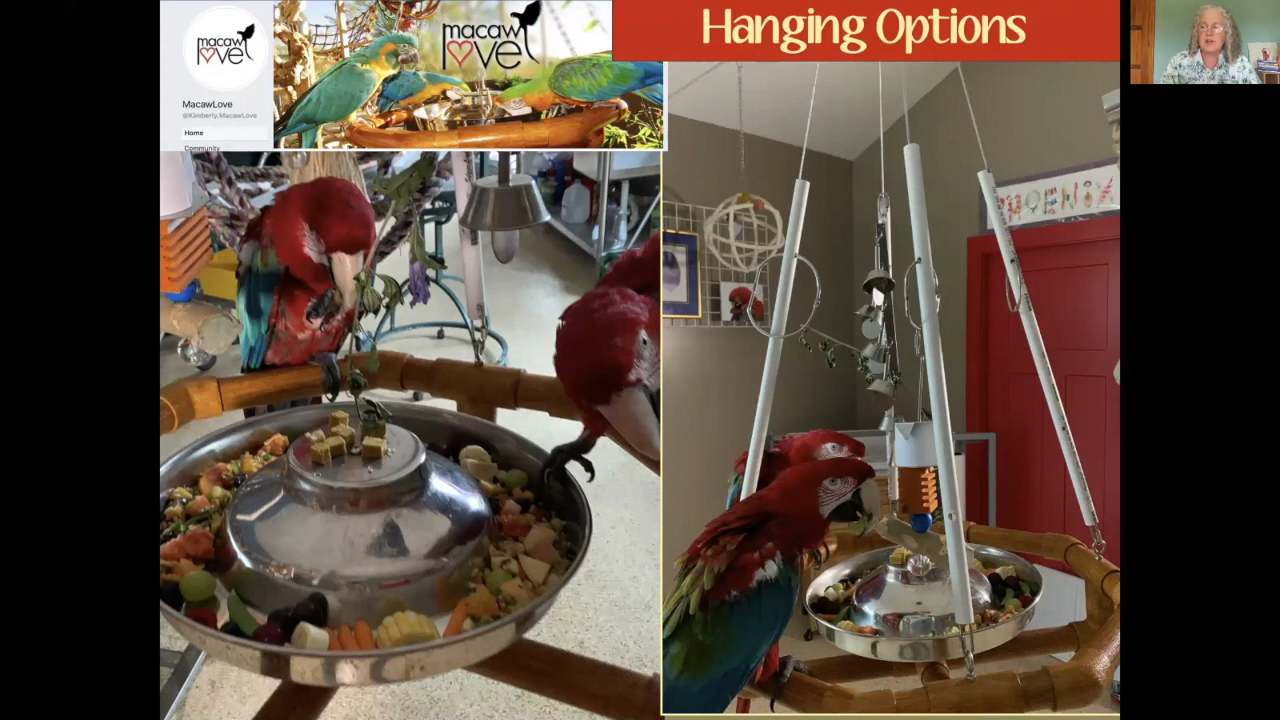 Hanging Options
macaw
love
MacawLove
@Kimberly.MacawLove
Home
Community
macaw
love
PHOENIX